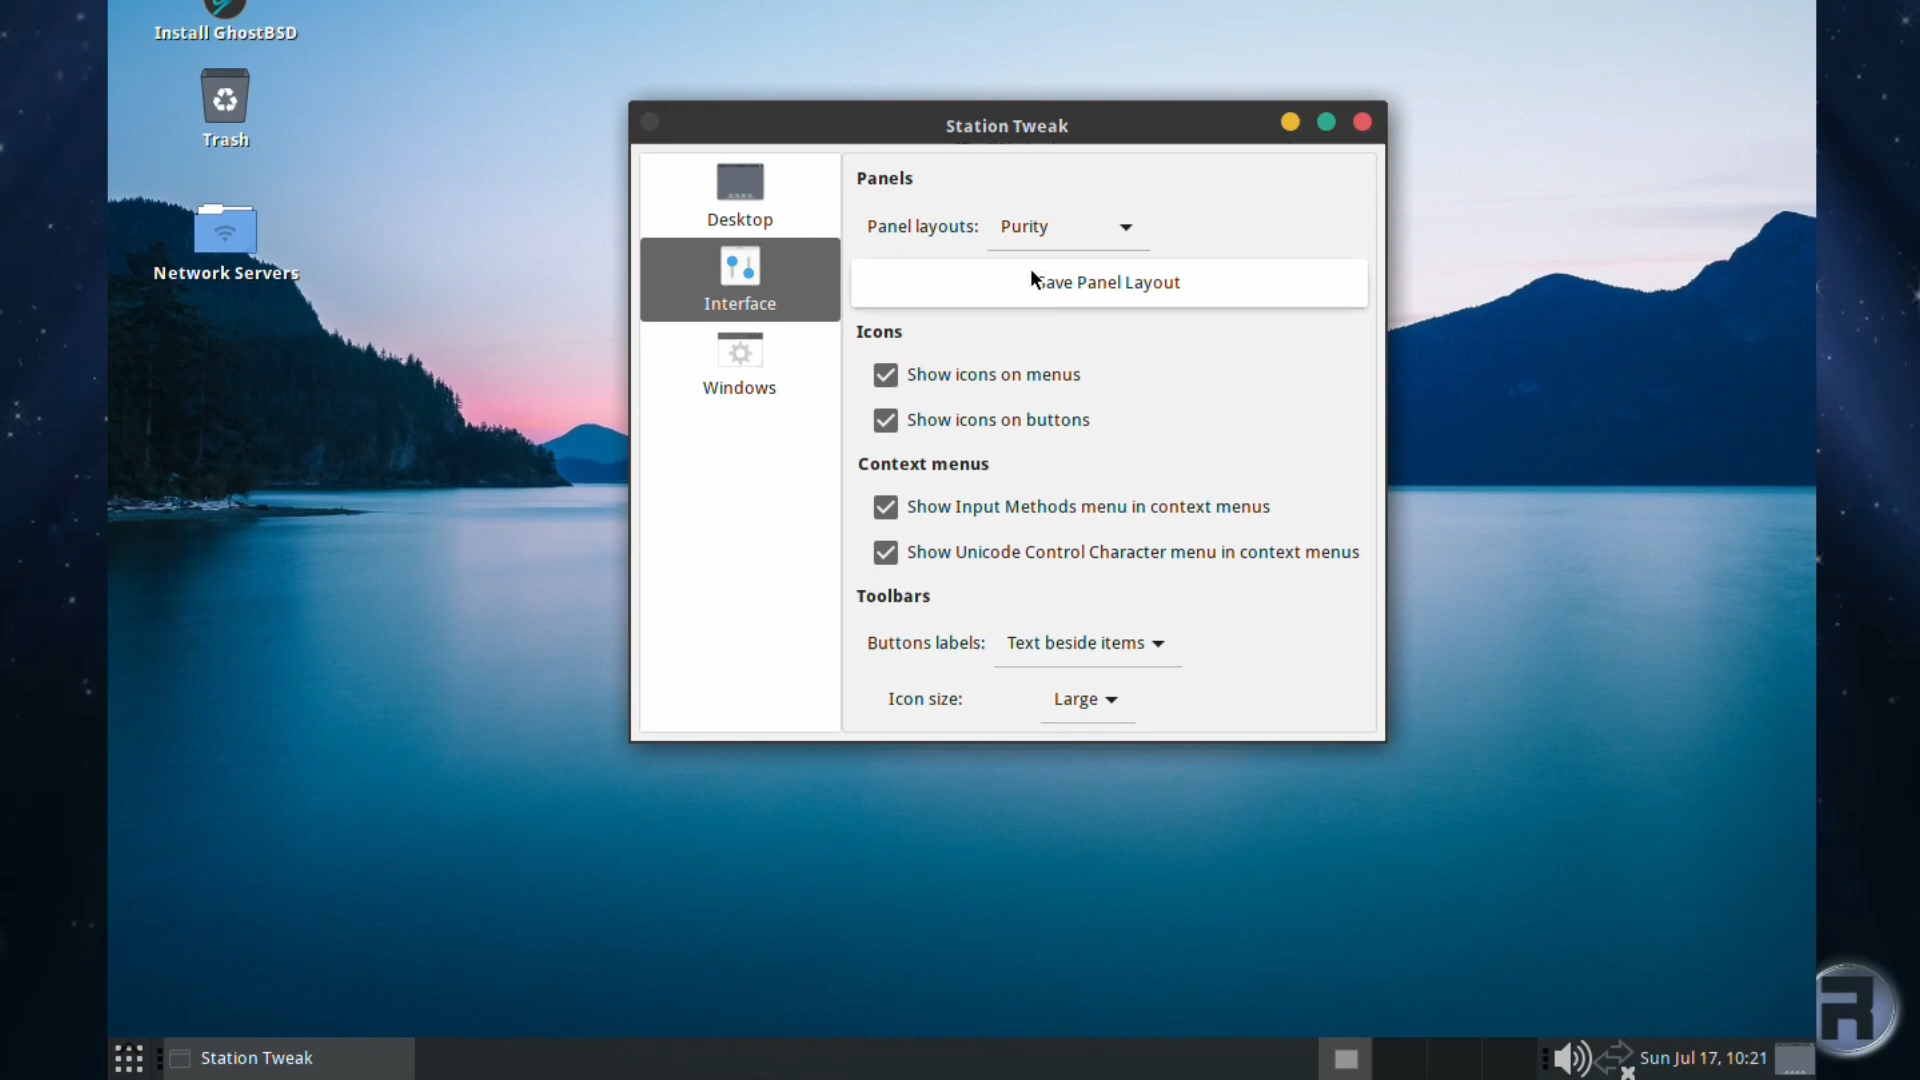 Install GhostBSD
Trash
Network Servers
Station Tweak
Desktop
Interface
Windows
Panels
Panel layouts: Purity
Save Panel Layout
Icons
Show icons on menus
Show icons on buttons
Context menus
Show Input Methods menu in context menus
Show Unicode Control Character menu in context menus
Toolbars
Buttons labels: Text beside items
Icon size: Large
Station Tweak
Sun Jul 17, 10:21
R